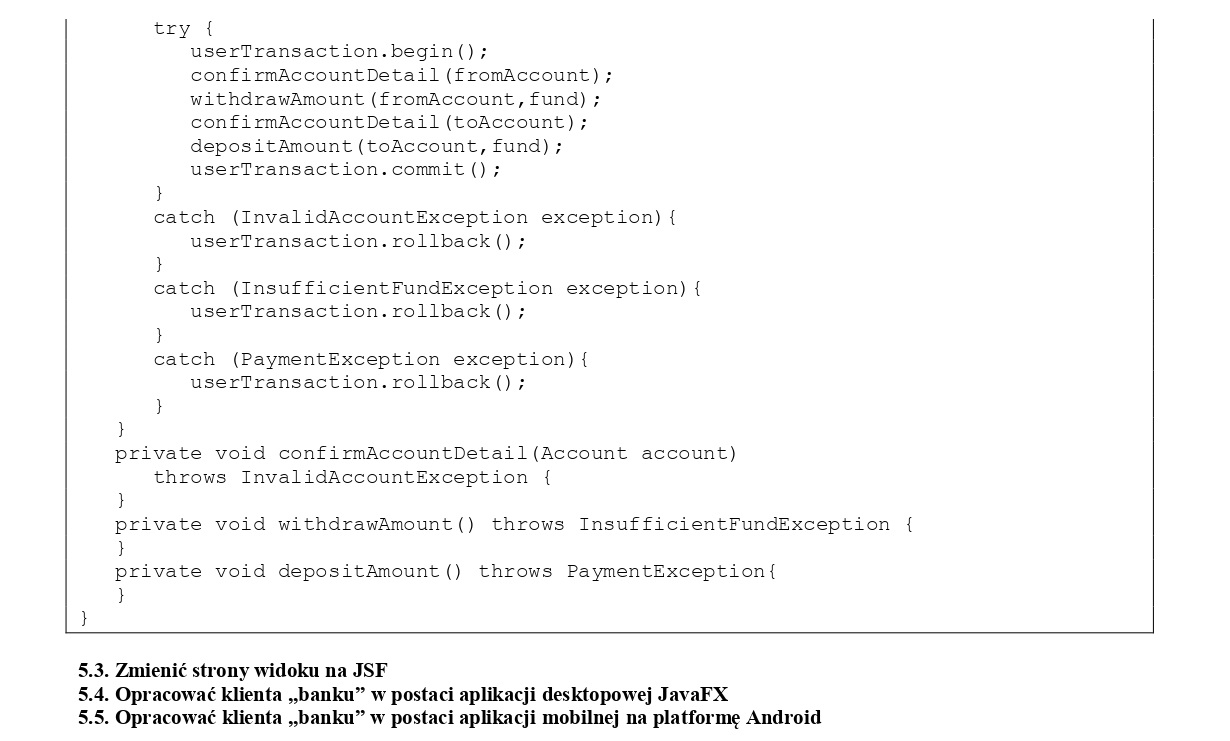 try {
userTransaction.begin();
confirmAccountDetail(fromAccount);
withdrawAmount(fromAccount,fund);
confirmAccountDetail(toAccount);
depositAmount(toAccount,fund);
userTransaction.commit();
}
catch (InvalidAccountException exception){
userTransaction.rollback();
}
catch (InsufficientFundException exception){
userTransaction.rollback();
}
catch (PaymentException exception){
userTransaction.rollback();
}
}
private void confirmAccountDetail(Account account)
throws InvalidAccountException {
}
private void withdrawAmount() throws InsufficientFundException {
}
private void depositAmount() throws PaymentException{
}
}
5.3. Zmienić strony widoku na JSF
5.4. Opracować klienta „banku” w postaci aplikacji desktopowej JavaFX
5.5. Opracować klienta „banku” w postaci aplikacji mobilnej na platformę Android